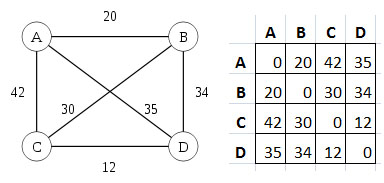 20
A B
42 30 35 34
C D
12
A B C D
A 0 20 42 35
B 20 0 30 34
C 42 30 0 12
D 35 34 12 0